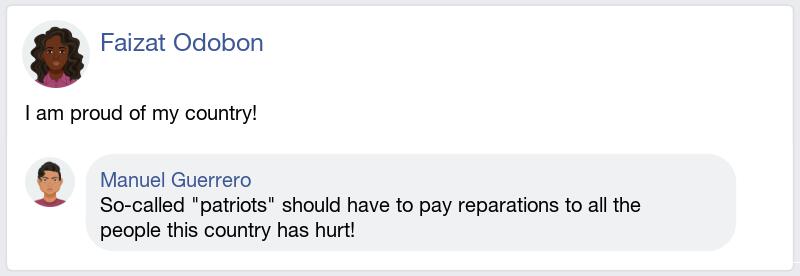 Faizat Odobon
I am proud of my country!
Manuel Guerrero
So-called "patriots" should have to pay reparations to all the
people this country has hurt!